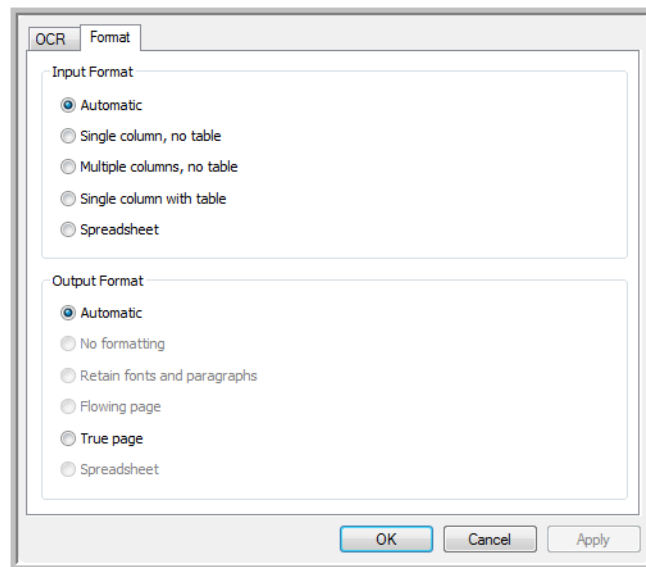 OCR Format
Input Format
Automatic
Single column, no table
Multiple columns, no table
Single column with table
Spreadsheet
Output Format
Automatic
No formatting
Retain fonts and paragraphs
Flowing page
True page
Spreadsheet
OK Cancel Apply